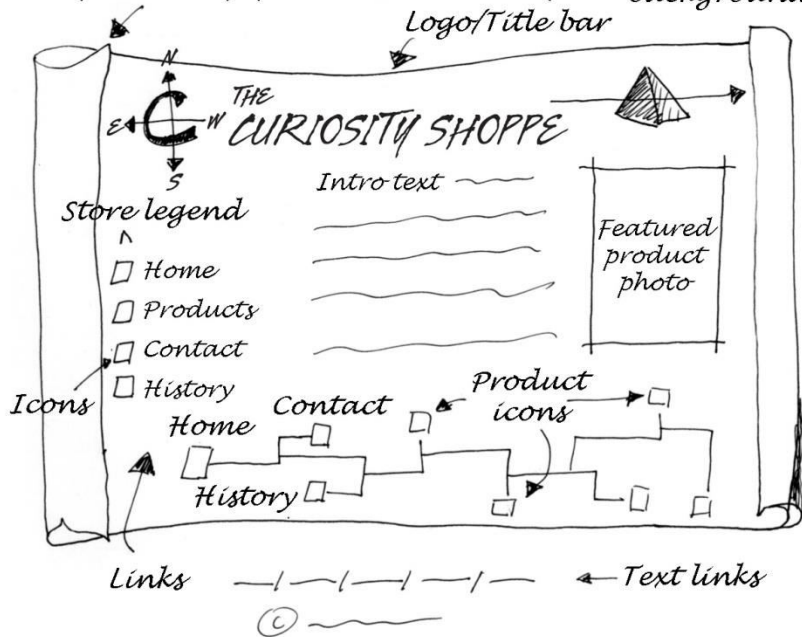 background
Logo/Title bar
N
E C W
S
THE
CURIOSITY SHOPPE
Intro text
Store legend
Home
Products
Contact
History
Icons
Featured
product
photo
Product
icons
Contact
Home
History
Links
Text links
C